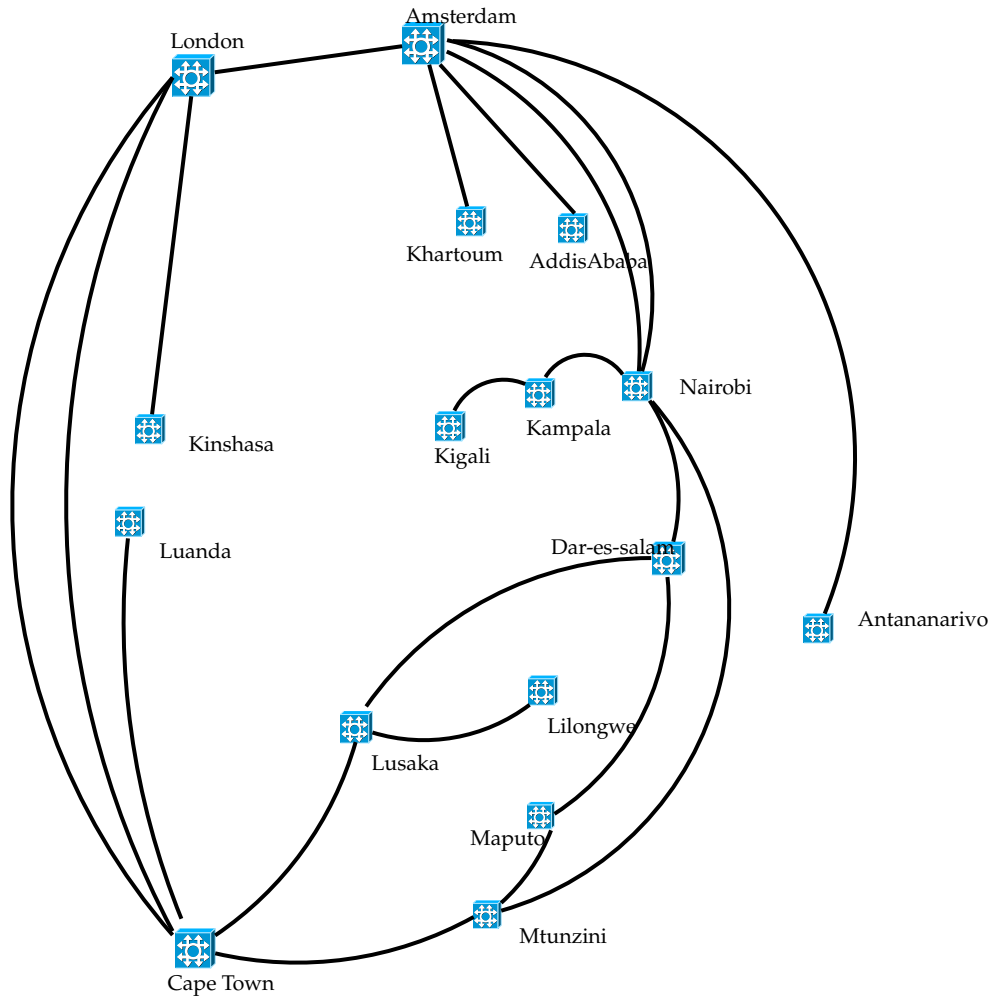 Amsterdam
London
Khartoum
AddisAbaba
Nairobi
Kampala
Kinshasa
Kigali
Luanda
Dar-es-salam
Antananarivo
Lilongwe
Lusaka
Maputo
Mtunzini
Cape Town